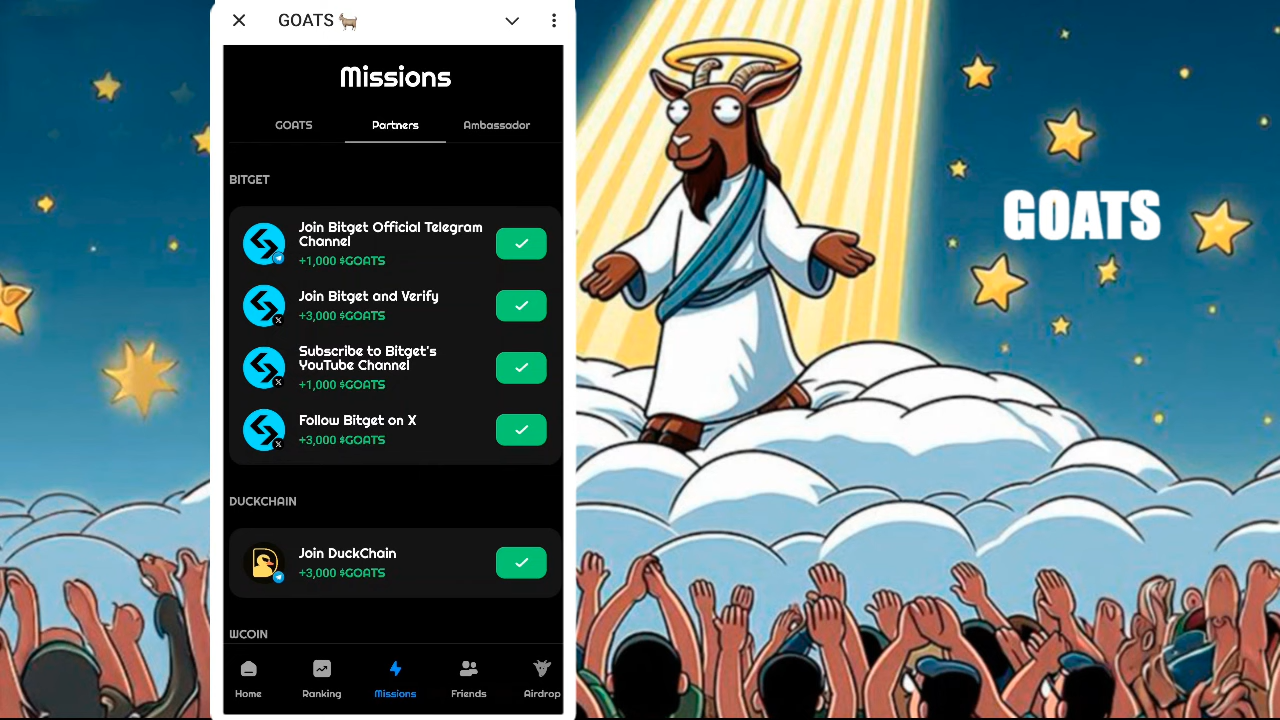 GOATS 🐐
Missions
GOATS
Partners
Ambassador
BITGET
Join Bitget Official Telegram
Channel
+1,000 $GOATS
Join Bitget and Verify
+3,000 $GOATS
Subscribe to Bitget's
YouTube Channel
+1,000 $GOATS
Follow Bitget on X
+3,000 $GOATS
DUCKCHAIN
Join DuckChain
+3,000 $GOATS
WCOIN
Home
Ranking
Missions
Friends
Airdrop
GOATS